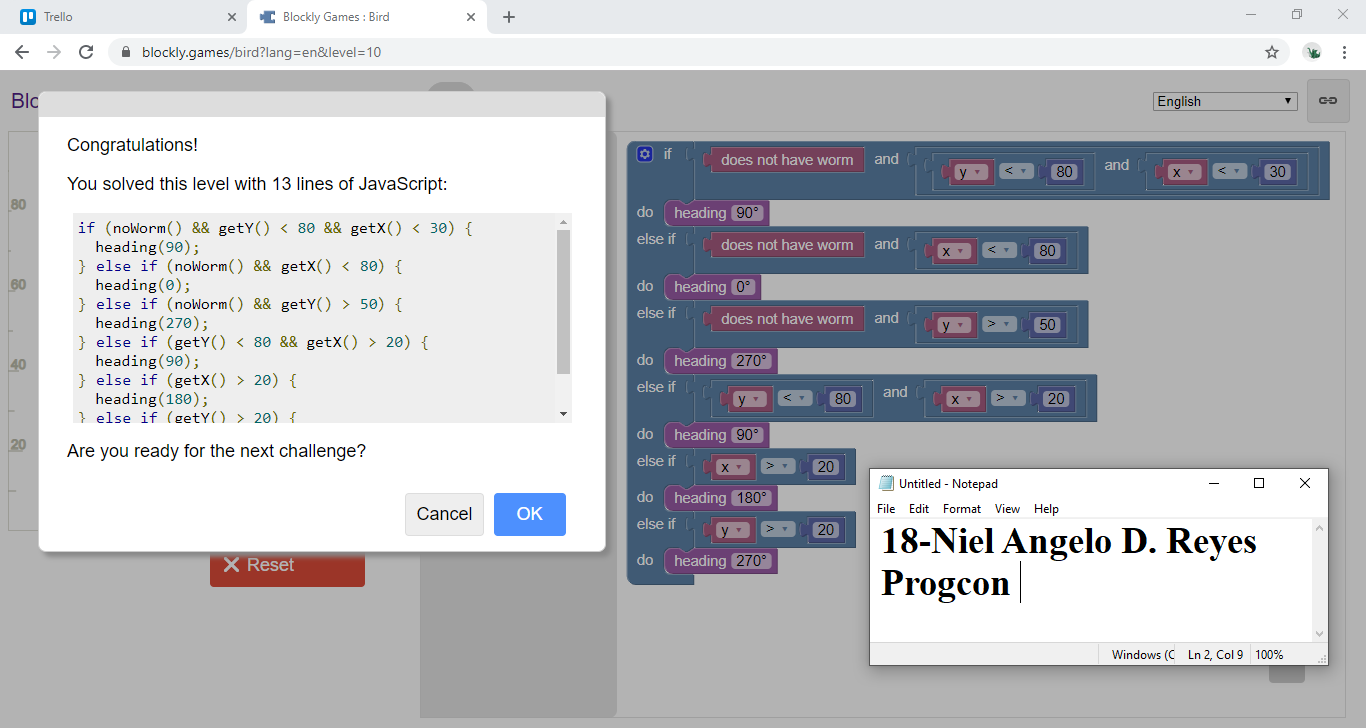 Trello
Blockly Games : Bird
blockly.games/bird?lang=en&level=10
Blo
English
80
60
40
20
Congratulations!
You solved this level with 13 lines of JavaScript:
if (noWorm() && getY() < 80 && getX() < 30) {
heading(90);
} else if (noWorm() && getX() < 80) {
heading(0);
} else if (noWorm() && getY() > 50) {
heading(270);
} else if (getY() < 80 && getX() > 20) {
heading(90);
} else if (getX() > 20) {
heading(180);
} else if (getY() > 20) {
Are you ready for the next challenge?
Cancel OK
Reset
if does not have worm and y < 80 and x < 30
do heading 90°
else if does not have worm and x < 80
do heading 0°
else if does not have worm and y > 50
do heading 270°
else if y < 80 and x > 20
do heading 90°
else if x > 20
do heading 180°
else if y > 20
do heading 270°
Untitled - Notepad
File Edit Format View Help
18-Niel Angelo D. Reyes
Progcon
Windows (C Ln 2, Col 9 100%